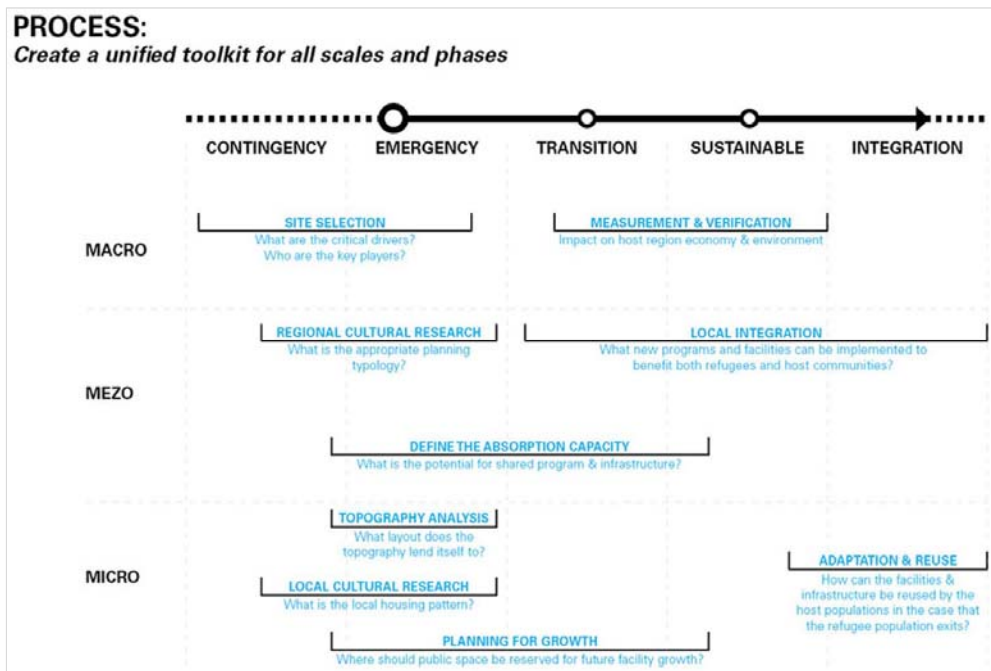 PROCESS:
Create a unified toolkit for all scales and phases
CONTINGENCY EMERGENCY TRANSITION SUSTAINABLE INTEGRATION
MACRO
SITE SELECTION
What are the critical drivers?
Who are the key players?
MEASUREMENT & VERIFICATION
Impact on host region economy & environment
MEZO
REGIONAL CULTURAL RESEARCH
What is the appropriate planning
typology?
LOCAL INTEGRATION
What new programs and facilities can be implemented to
benefit both refugees and host communities?
DEFINE THE ABSORPTION CAPACITY
What is the potential for shared program & infrastructure?
MICRO
TOPOGRAPHY ANALYSIS
What layout does the
topography lend itself to?
LOCAL CULTURAL RESEARCH
What is the local housing pattern?
PLANNING FOR GROWTH
Where should public space be reserved for future facility growth?
ADAPTATION & REUSE
How can the facilities &
infrastructure be reused by the
host populations in the case that
the refugee population exits?